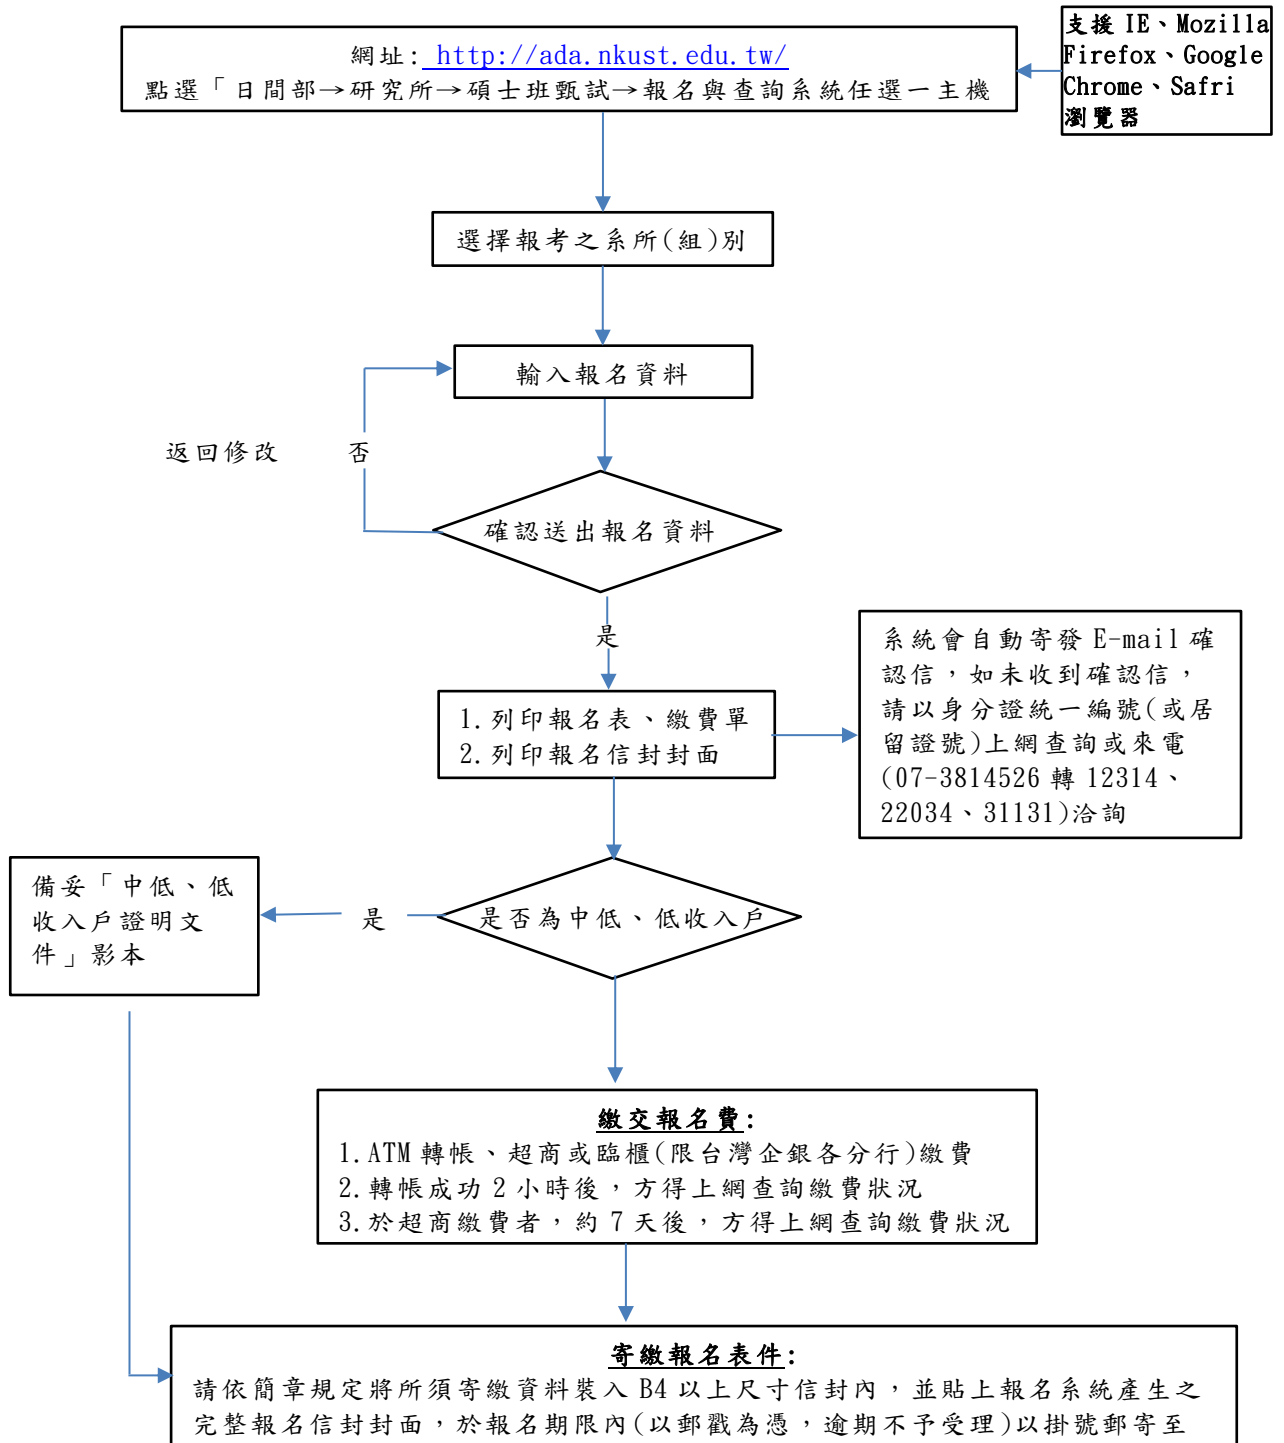 網址: http://ada.nkust.edu.tw/
點選「日間部→研究所→碩士班甄試→報名與查詢系統任選一主機
支援 IE、Mozilla
Firefox、Google
Chrome、Safri
瀏覽器
選擇報考之系所(組)別
輸入報名資料
返回修改 否
確認送出報名資料
是
1.列印報名表、繳費單
2.列印報名信封封面
系統會自動寄發 E-mail 確
認信，如未收到確認信，
請以身分證統一編號(或居
留證號)上網查詢或來電
(07-3814526 轉 12314、
22034、31131)洽詢
是否為中低、低收入戶
是
備妥「中低、低
收入戶證明文
件」影本
繳交報名費:
1.ATM 轉帳、超商或臨櫃(限台灣企銀各分行)繳費
2.轉帳成功 2 小時後，方得上網查詢繳費狀況
3.於超商繳費者，約 7 天後，方得上網查詢繳費狀況
寄繳報名表件:
請依簡章規定將所須寄繳資料裝入 B4 以上尺寸信封內，並貼上報名系統產生之
完整報名信封封面，於報名期限內(以郵戳為憑，逾期不予受理)以掛號郵寄至